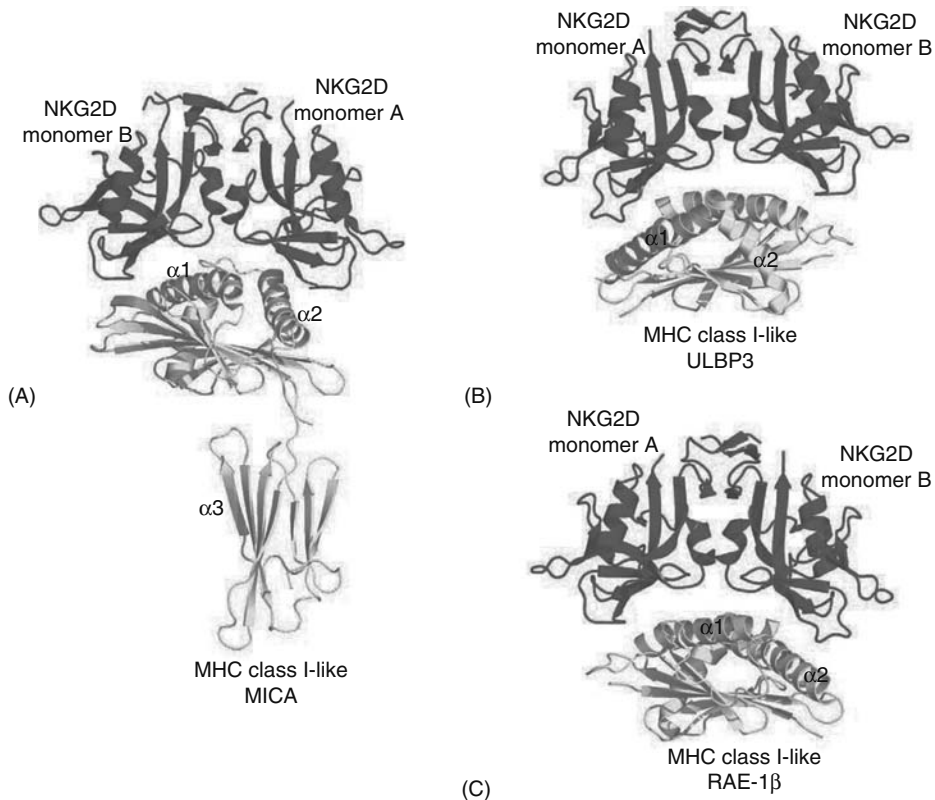 NKG2D
monomer B
NKG2D
monomer A
α1
α2
α3
MHC class I-like
MICA
(A)
NKG2D
monomer A
NKG2D
monomer B
α1
α2
MHC class I-like
ULBP3
(B)
NKG2D
monomer A
NKG2D
monomer B
α1
α2
MHC class I-like
RAE-1β
(C)